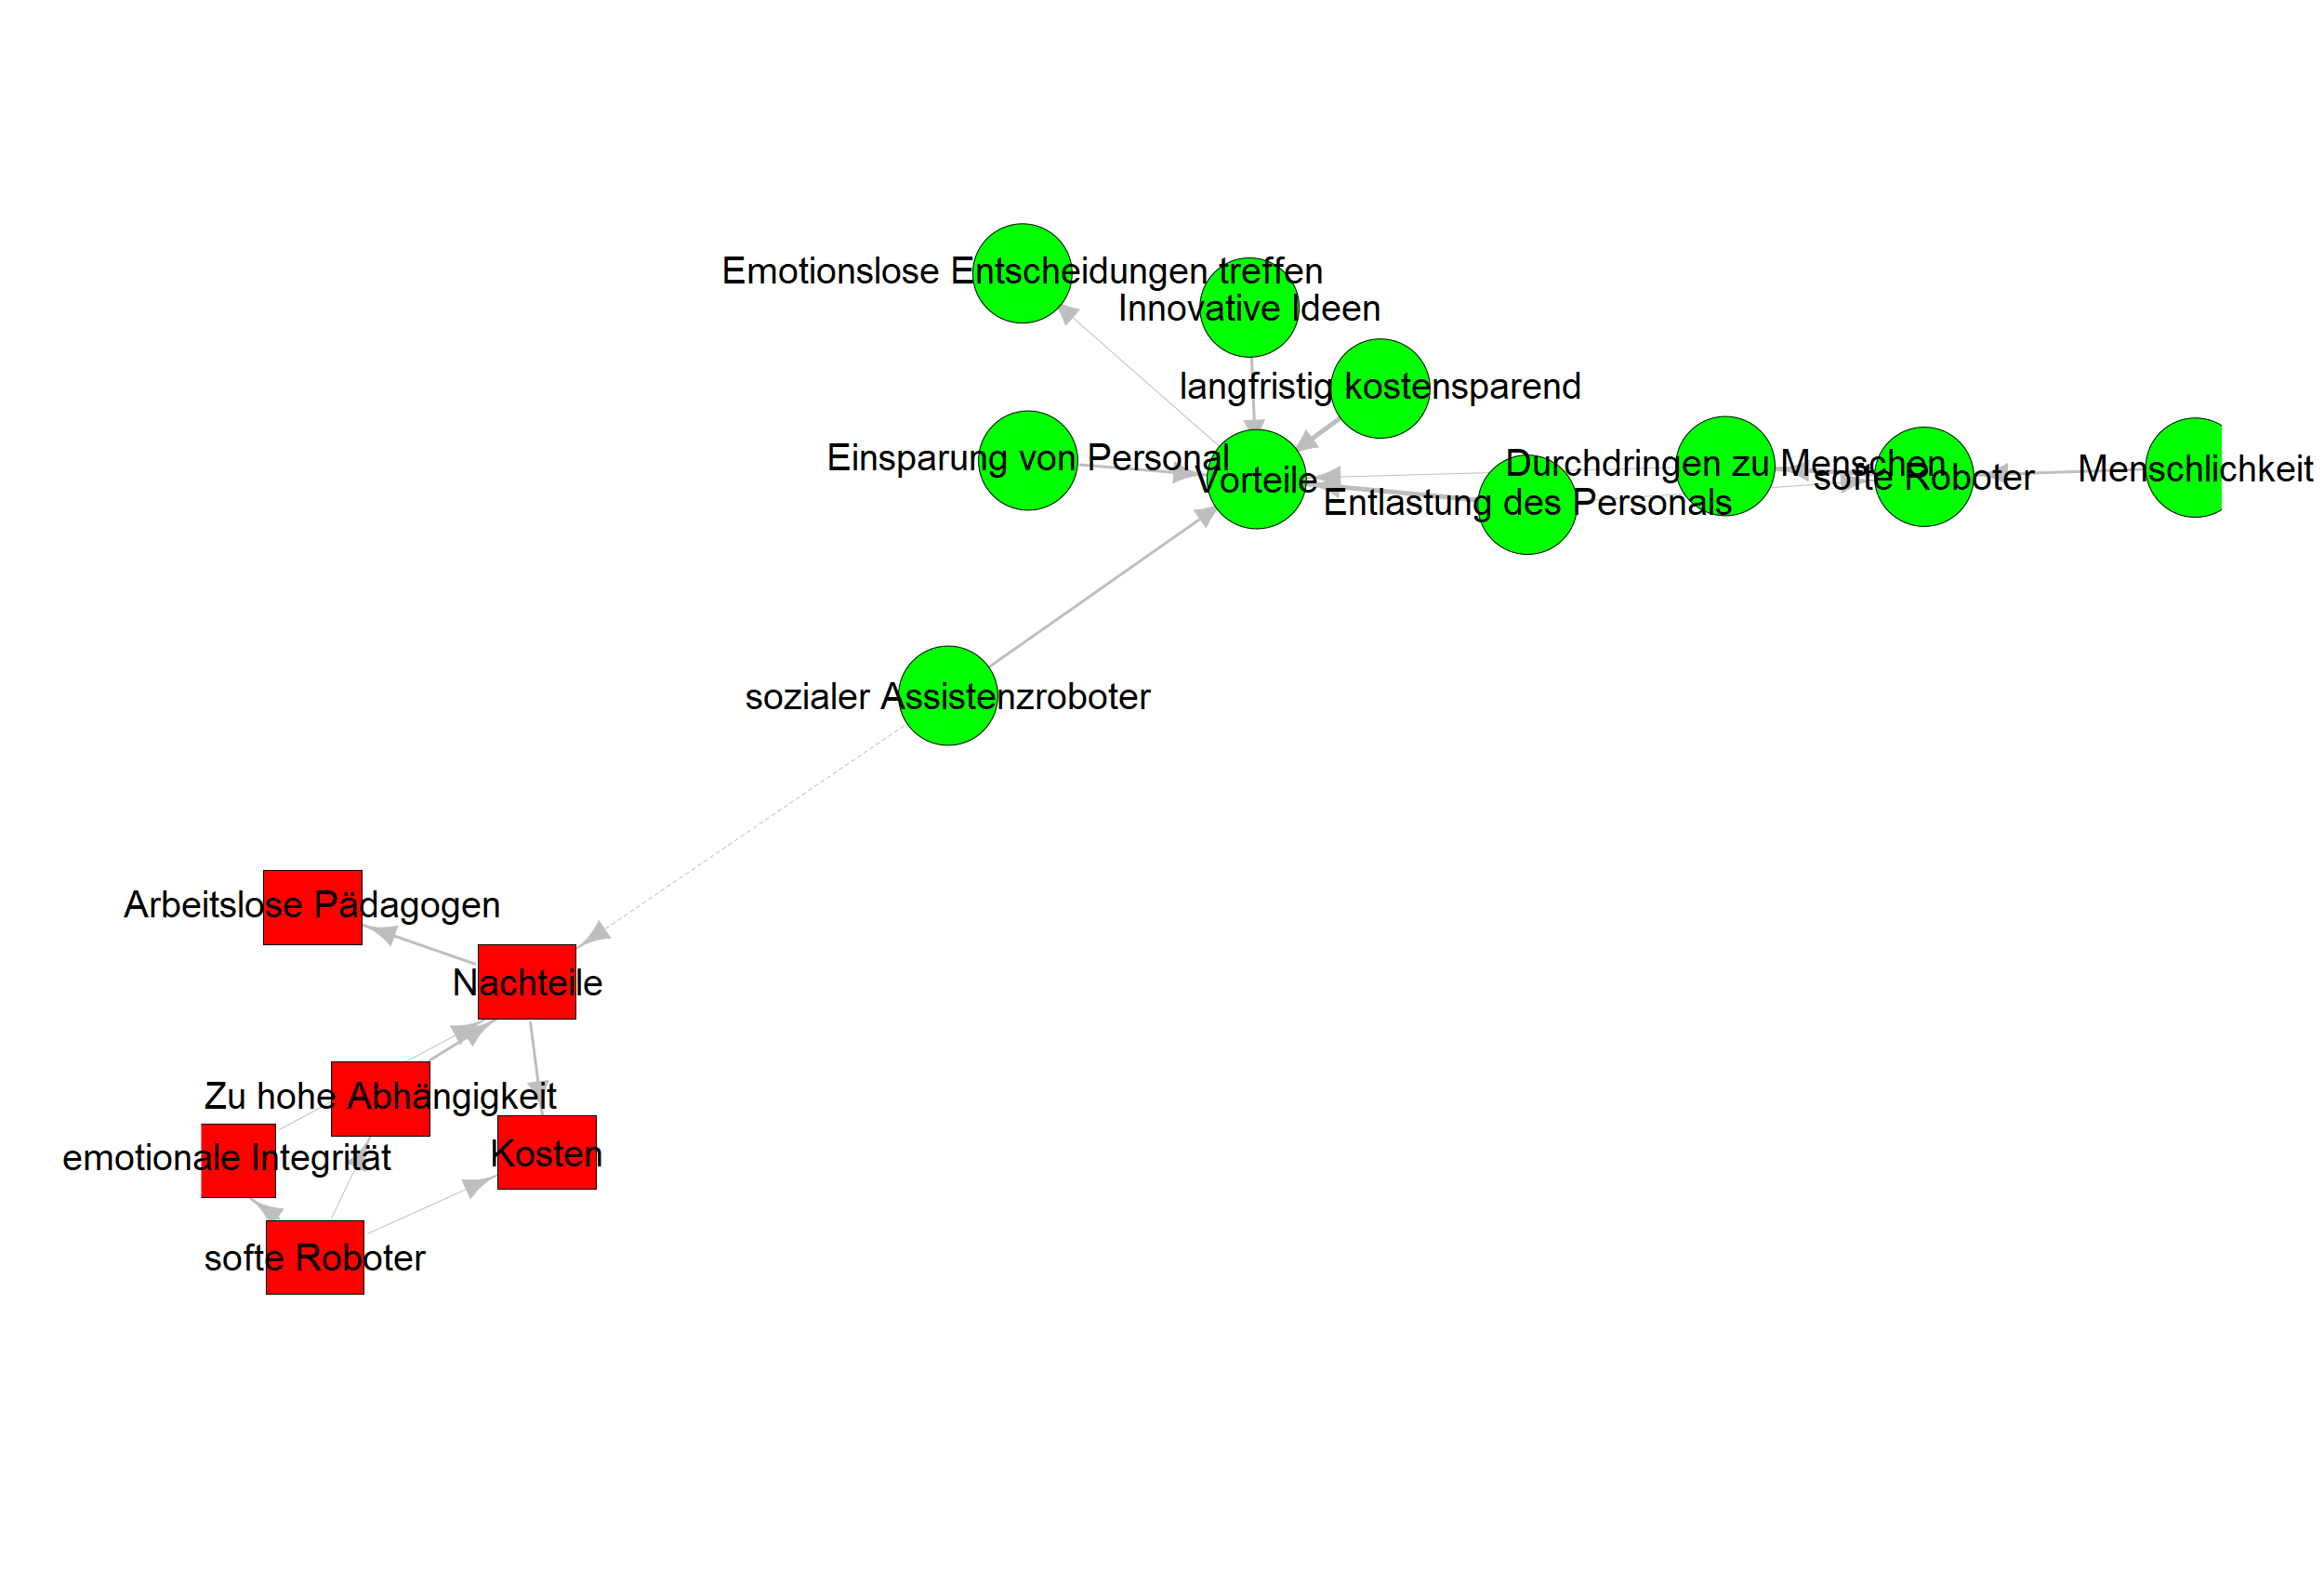 Emotionslose Entscheidungen treffen
Innovative Ideen
langfristig kostensparend
Einsparung von Personal
Vorteile
Durchdringen zu Menschen
softe Roboter
Menschlichkeit
Entlastung des Personals
sozialer Assistenzroboter
Arbeitslose Pädagogen
Nachteile
Zu hohe Abhängigkeit
emotionale Integrität
Kosten
softe Roboter